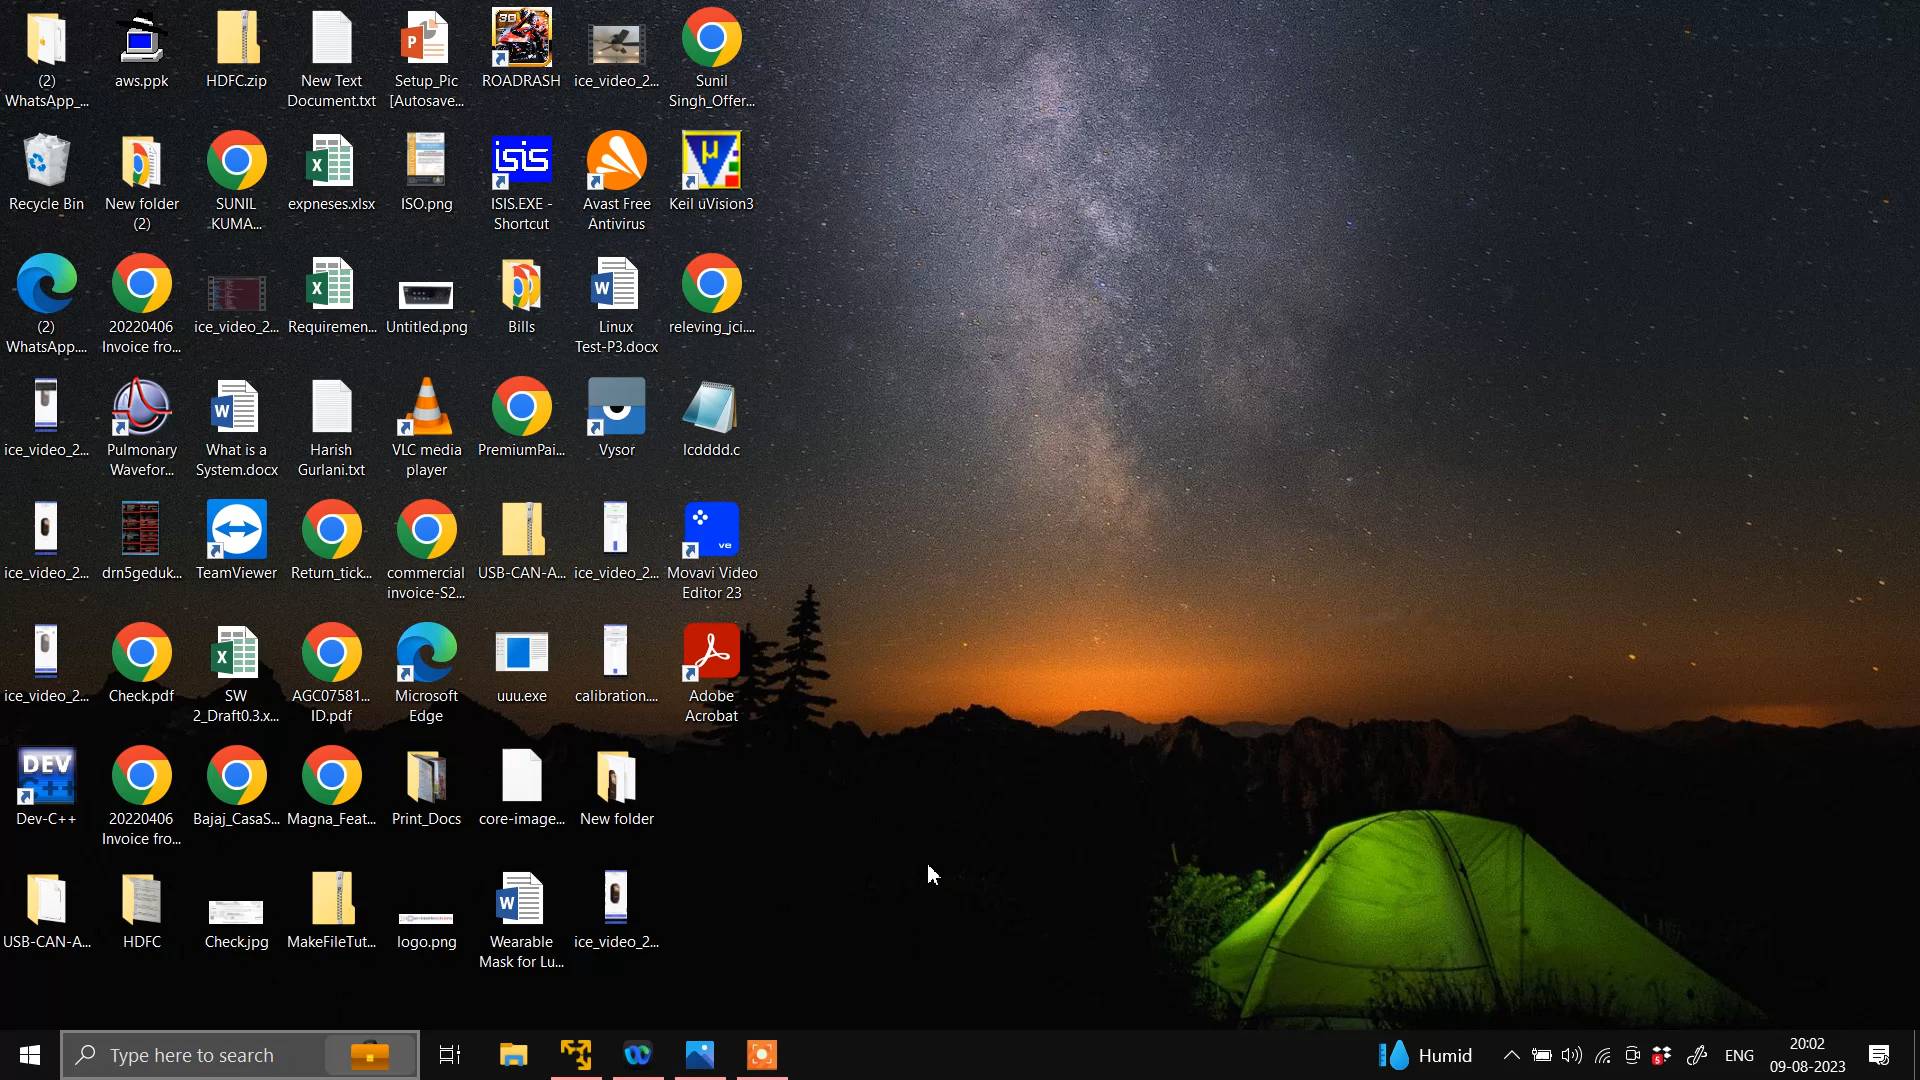 (2)
WhatsApp_...
aws.ppk
HDFC.zip
New Text
Document.txt
Setup_Pic
[Autosave...
ROADRASH
ice_video_2...
Sunil
Singh_Offer...
Recycle Bin
New folder
(2)
SUNIL
KUMA...
expneses.xlsx
ISO.png
isis
ISIS.EXE -
Shortcut
Avast Free
Antivirus
Keil uVision3
(2)
WhatsApp....
20220406
Invoice fro...
ice_video_2...
Requiremen...
Untitled.png
Bills
Linux
Test-P3.docx
releving_jci....
ice_video_2...
Pulmonary
Wavefor...
What is a
System.docx
Harish
Gurlani.txt
VLC media
player
PremiumPai...
Vysor
lcdddd.c
ice_video_2...
drn5geduk...
TeamViewer
Return_tick...
commercial
invoice-S2...
USB-CAN-A...
ice_video_2...
ve
Movavi Video
Editor 23
ice_video_2...
Check.pdf
SW
2_Draft0.3.x...
AGC07581...
ID.pdf
Microsoft
Edge
uuu.exe
calibration....
Adobe
Acrobat
DEV
C++
Dev-C++
20220406
Invoice fro...
Bajaj_CasaS...
Magna_Feat...
Print_Docs
core-image...
New folder
USB-CAN-A...
HDFC
Check.jpg
MakeFileTut...
logo.png
Wearable
Mask for Lu...
ice_video_2...
Type here to search
Humid
5
ENG
20:02
09-08-2023